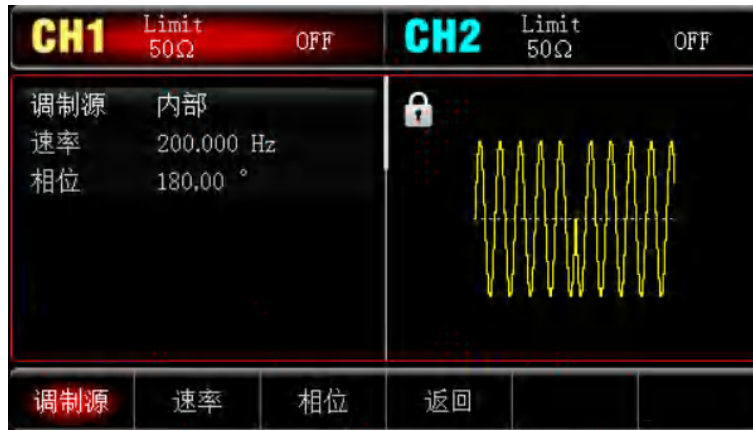 CH1 Limit 50Ω OFF CH2 Limit 50Ω OFF
调制源 内部
速率 200.000 Hz
相位 180.00 °
调制源 速率 相位 返回